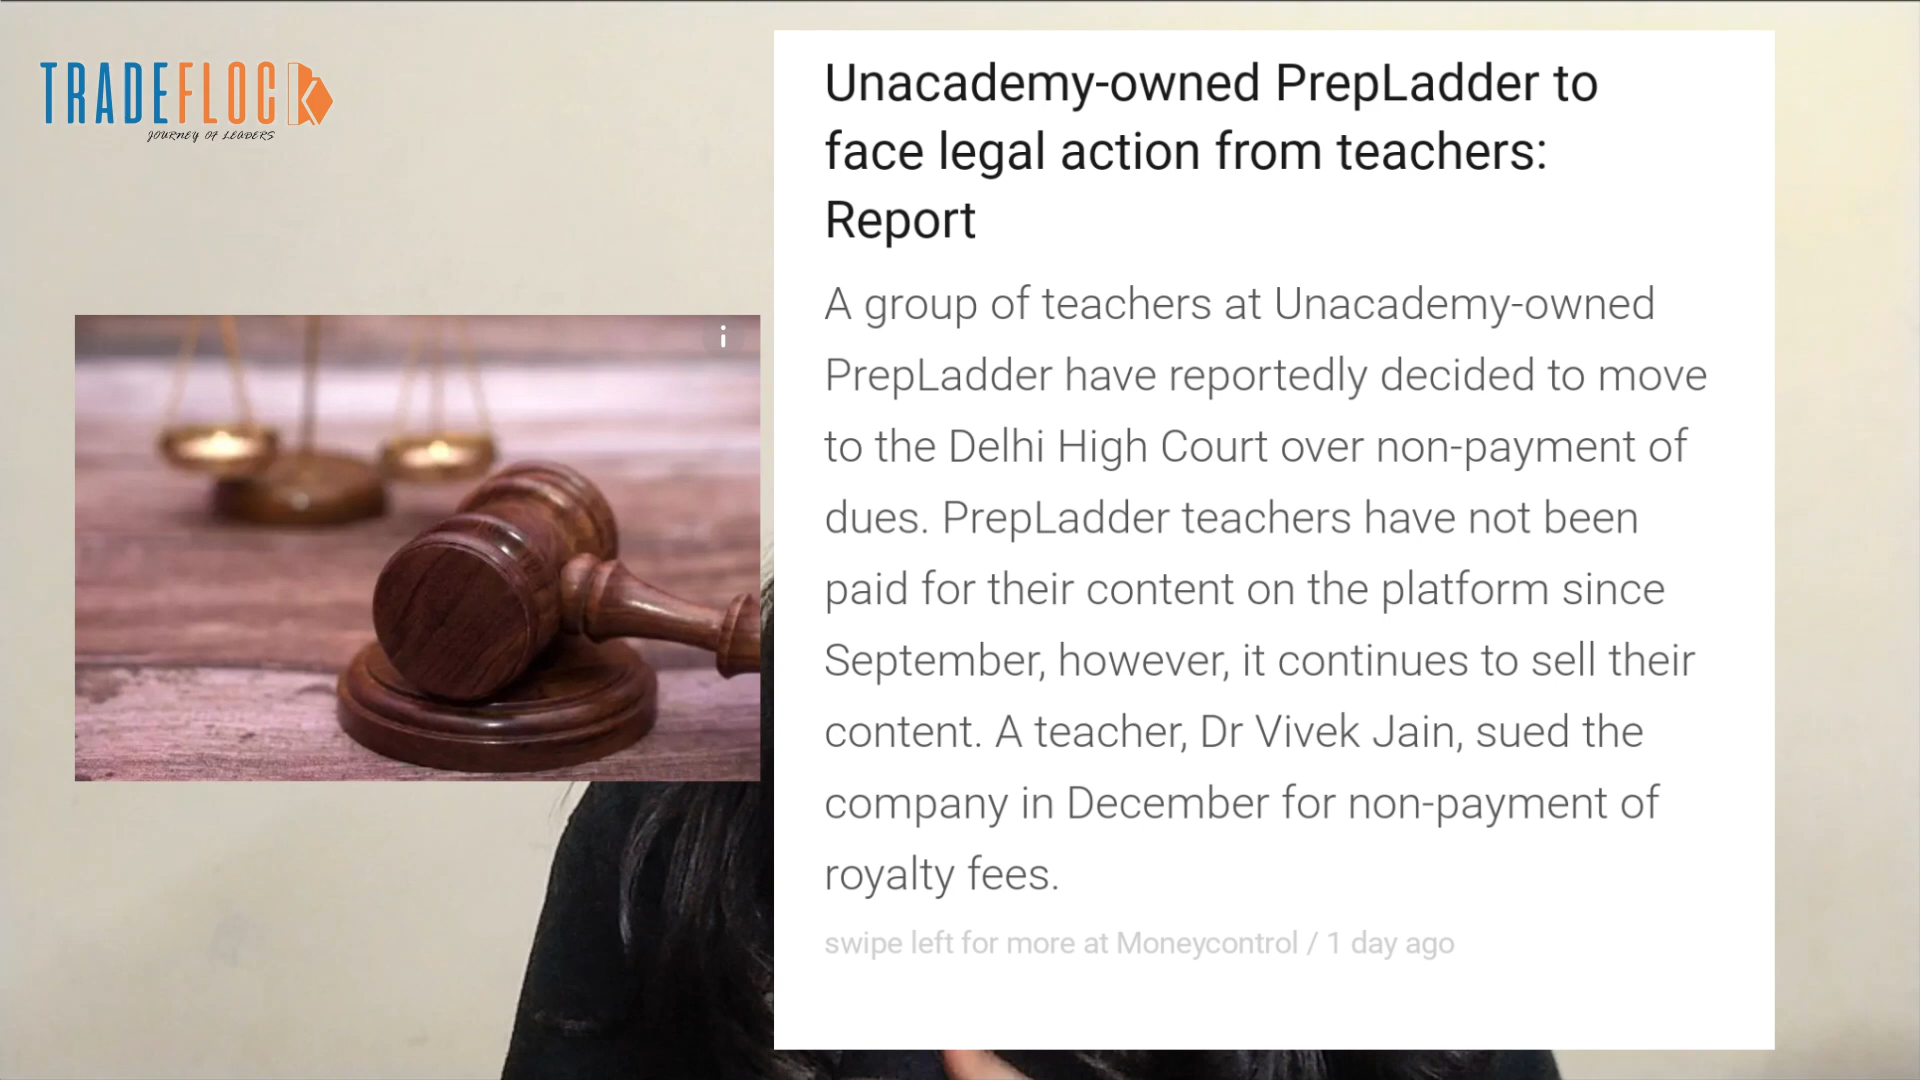 TRADEFLOCK
JOURNEY OF LEADERS
Unacademy-owned PrepLadder to
face legal action from teachers:
Report
A group of teachers at Unacademy-owned
PrepLadder have reportedly decided to move
to the Delhi High Court over non-payment of
dues. PrepLadder teachers have not been
paid for their content on the platform since
September, however, it continues to sell their
content. A teacher, Dr Vivek Jain, sued the
company in December for non-payment of
royalty fees.
swipe left for more at Moneycontrol / 1 day ago